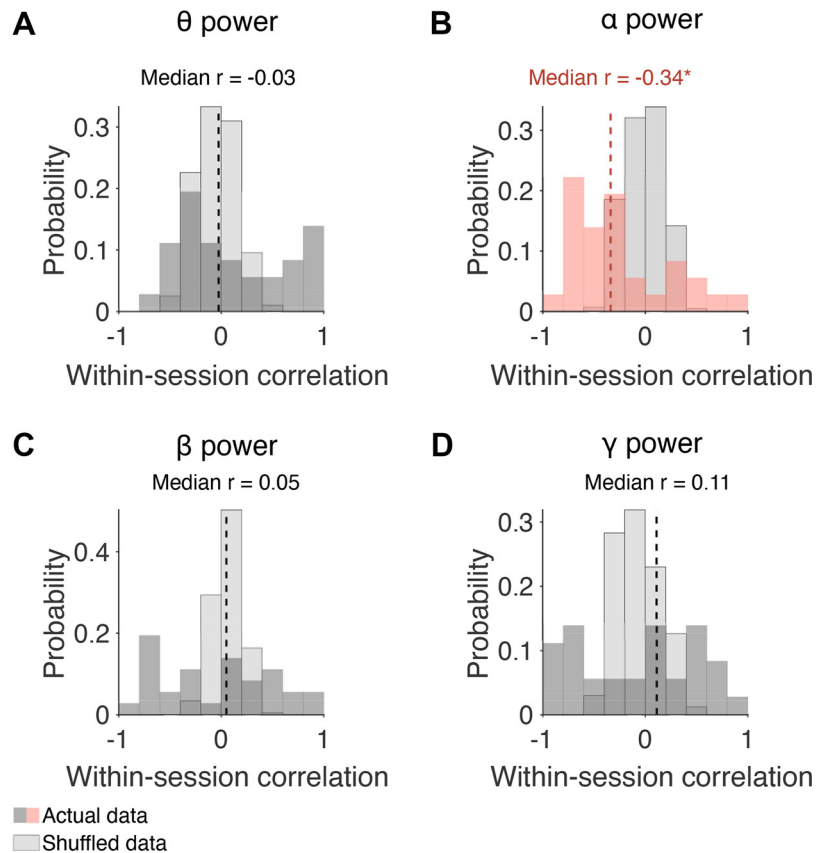 A
θ power
Median r = -0.03
Probability
0.3
0.2
0.1
0
-1
0
1
Within-session correlation
B
α power
Median r = -0.34*
Probability
0.3
0.2
0.1
0
-1
0
1
Within-session correlation
C
β power
Median r = 0.05
Probability
0.4
0.2
0
-1
0
1
Within-session correlation
D
γ power
Median r = 0.11
Probability
0.3
0.2
0.1
0
-1
0
1
Within-session correlation
Actual data
Shuffled data